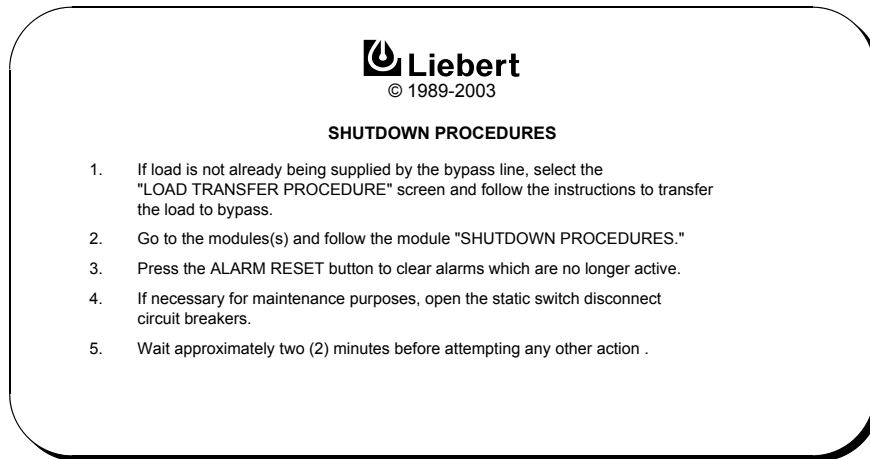 Liebert
© 1989-2003
SHUTDOWN PROCEDURES
1. If load is not already being supplied by the bypass line, select the
"LOAD TRANSFER PROCEDURE" screen and follow the instructions to transfer
the load to bypass.
2. Go to the modules(s) and follow the module "SHUTDOWN PROCEDURES."
3. Press the ALARM RESET button to clear alarms which are no longer active.
4. If necessary for maintenance purposes, open the static switch disconnect
circuit breakers.
5. Wait approximately two (2) minutes before attempting any other action .